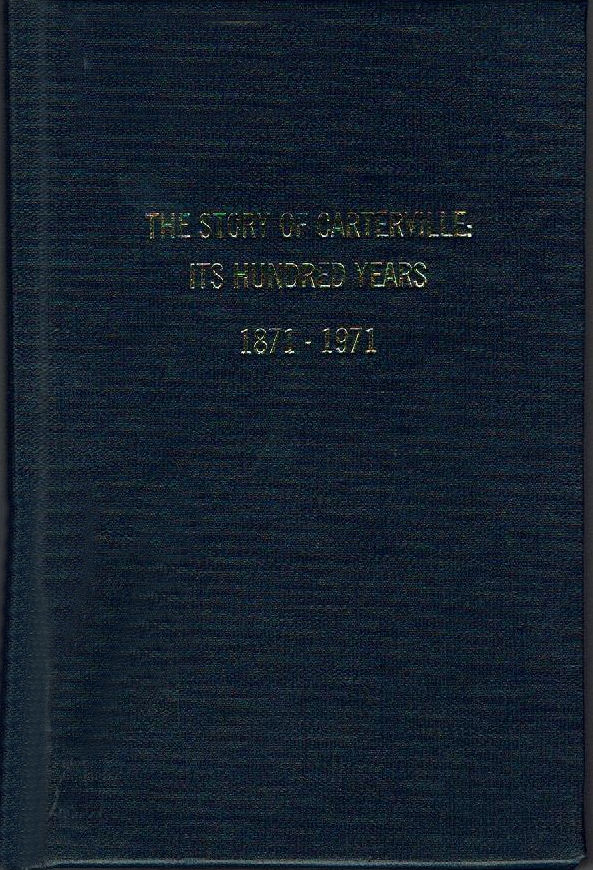 THE STORY OF CARTERVILLE:
ITS HUNDRED YEARS
1871 - 1971